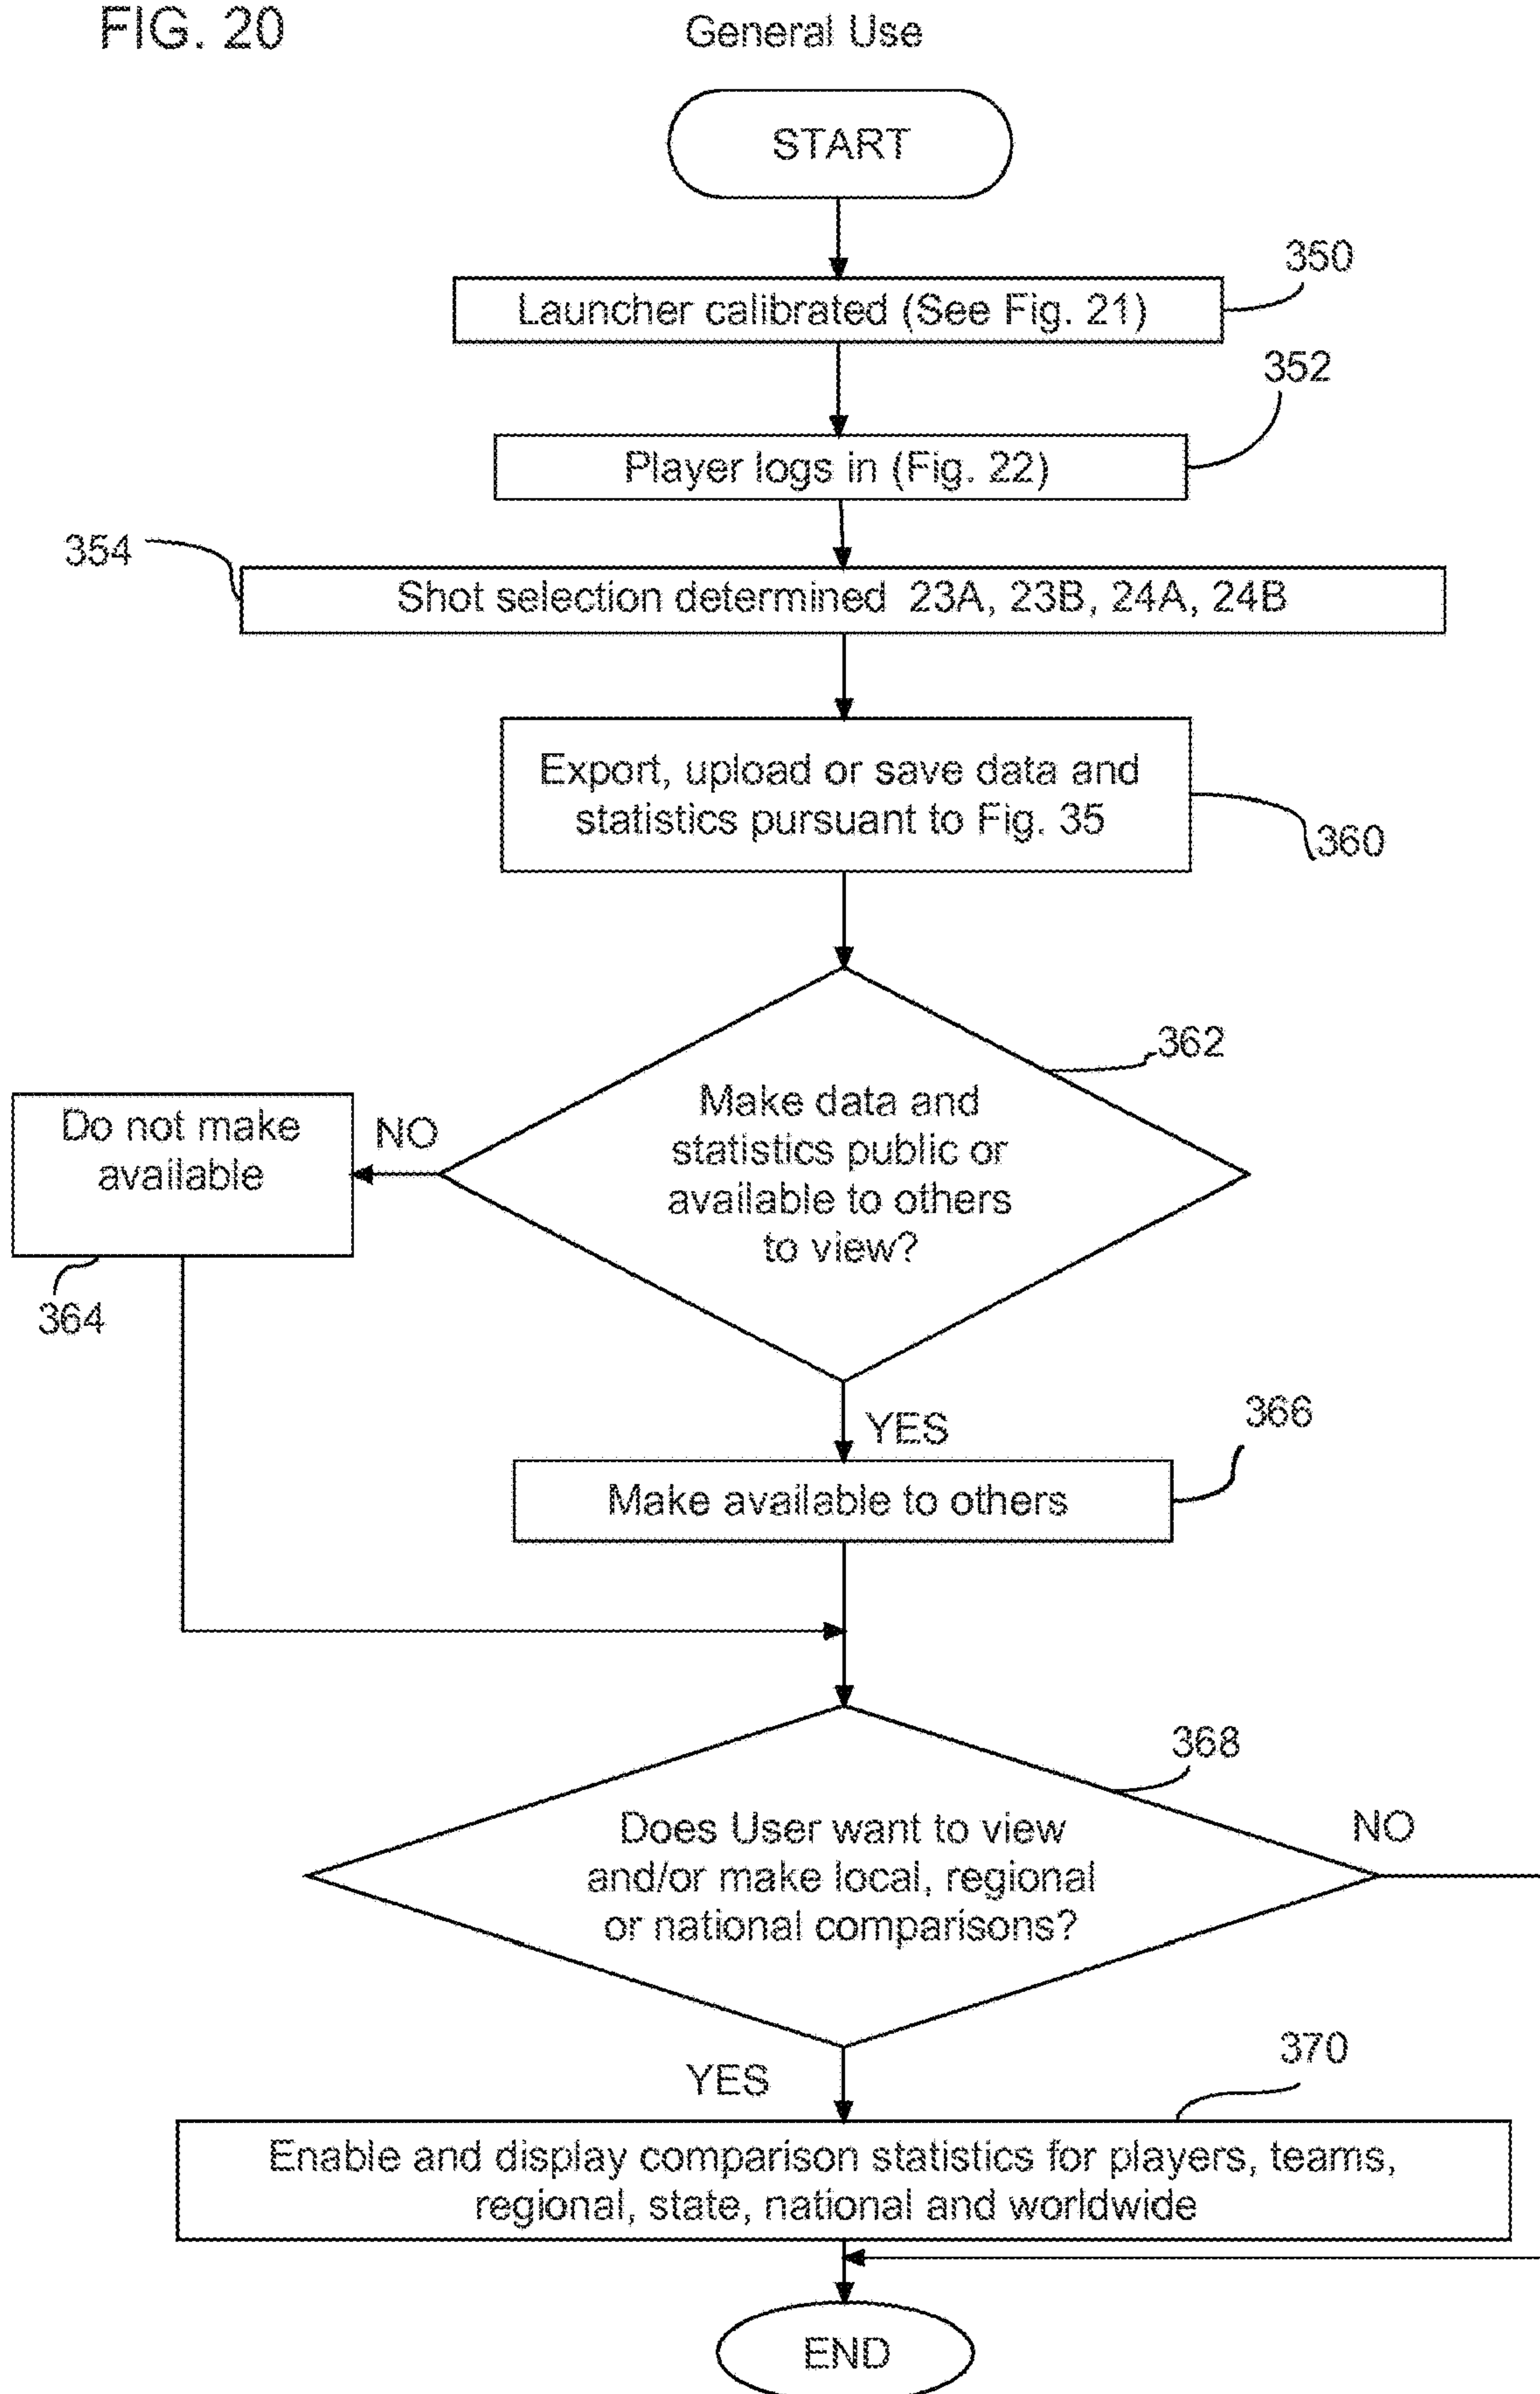 FIG. 20
General Use
START
350
Launcher calibrated (See Fig. 21)
352
Player logs in (Fig. 22)
354
Shot selection determined 23A, 23B, 24A, 24B
Export, upload or save data and
statistics pursuant to Fig. 35
360
362
Make data and
statistics public or
available to others
to view?
NO
Do not make
available
364
YES
366
Make available to others
368
Does User want to view
and/or make local, regional
or national comparisons?
NO
YES
370
Enable and display comparison statistics for players, teams,
regional, state, national and worldwide
END